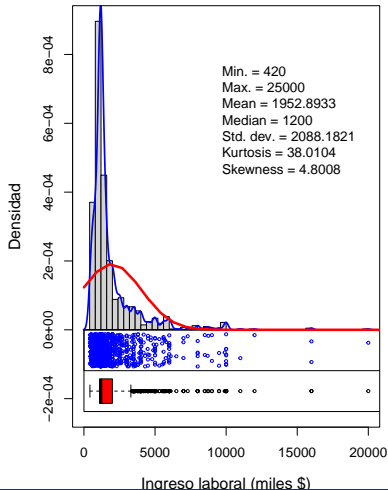 Min. = 420
Max. = 25000
Mean = 1952.8933
Median = 1200
Std. dev. = 2088.1821
Kurtosis = 38.0104
Skewness = 4.8008
Densidad
8e-04
6e-04
4e-04
2e-04
0e+00
-2e-04
0 5000 10000 15000 20000
Ingreso laboral (miles $)